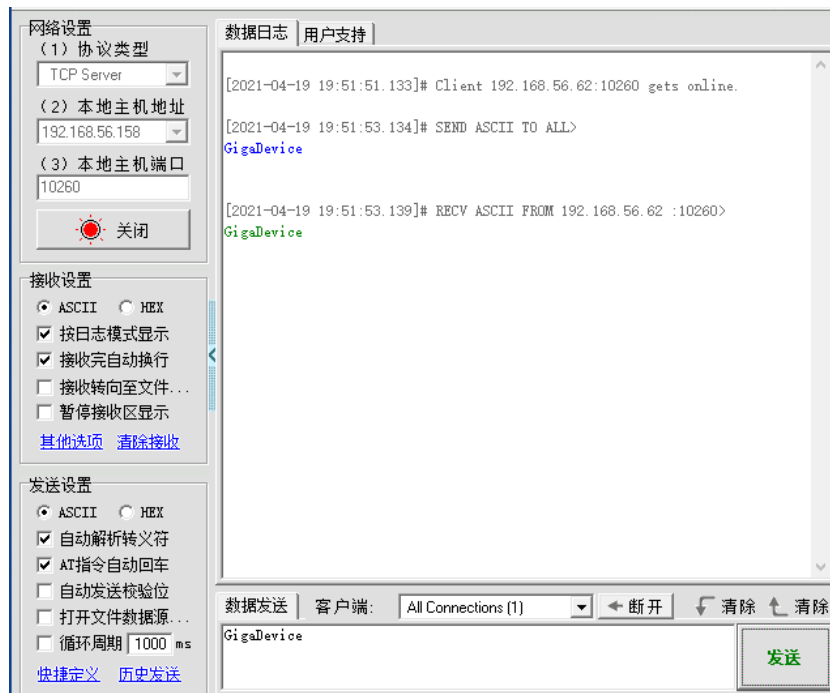 网络设置
（1）协议类型
TCP Server
（2）本地主机地址
192.168.56.158
（3）本地主机端口
10260
关闭
接收设置
ASCII HEX
按日志模式显示
接收完自动换行
接收转向至文件...
暂停接收区显示
其他选项 清除接收
发送设置
ASCII HEX
自动解析转义符
AT指令自动回车
自动发送校验位
打开文件数据源...
循环周期 1000 ms
快捷定义 历史发送
数据日志 用户支持
[2021-04-19 19:51:51.133]# Client 192.168.56.62:10260 gets online.
[2021-04-19 19:51:53.134]# SEND ASCII TO ALL>
GigaDevice
[2021-04-19 19:51:53.139]# RECV ASCII FROM 192.168.56.62 :10260>
GigaDevice
数据发送 客户端: All Connections (1) 断开 清除 清除
GigaDevice
发送